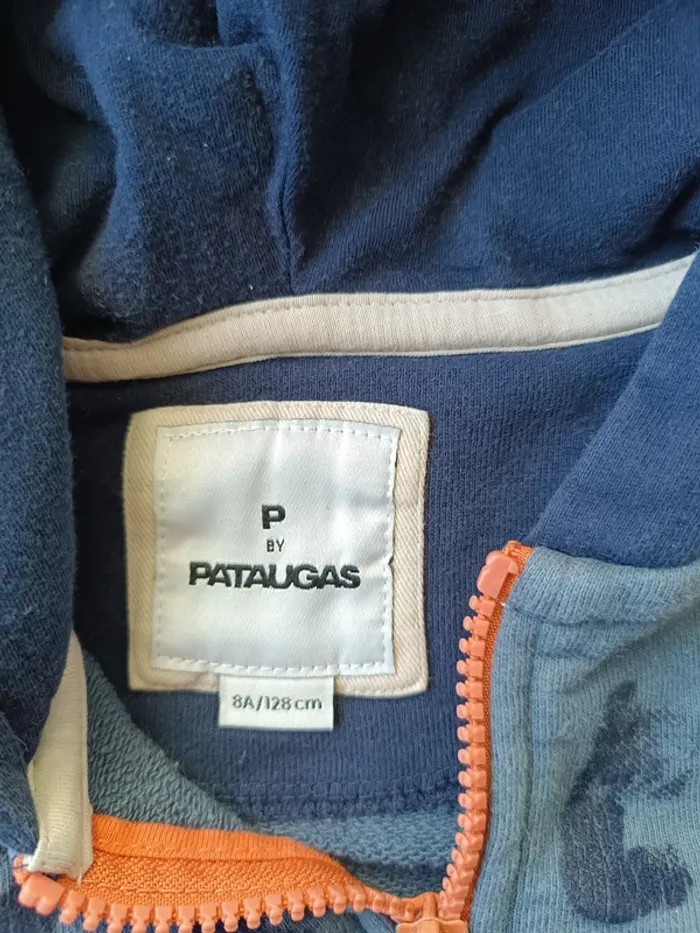 P
BY
PATAUGAS
8A/128 cm